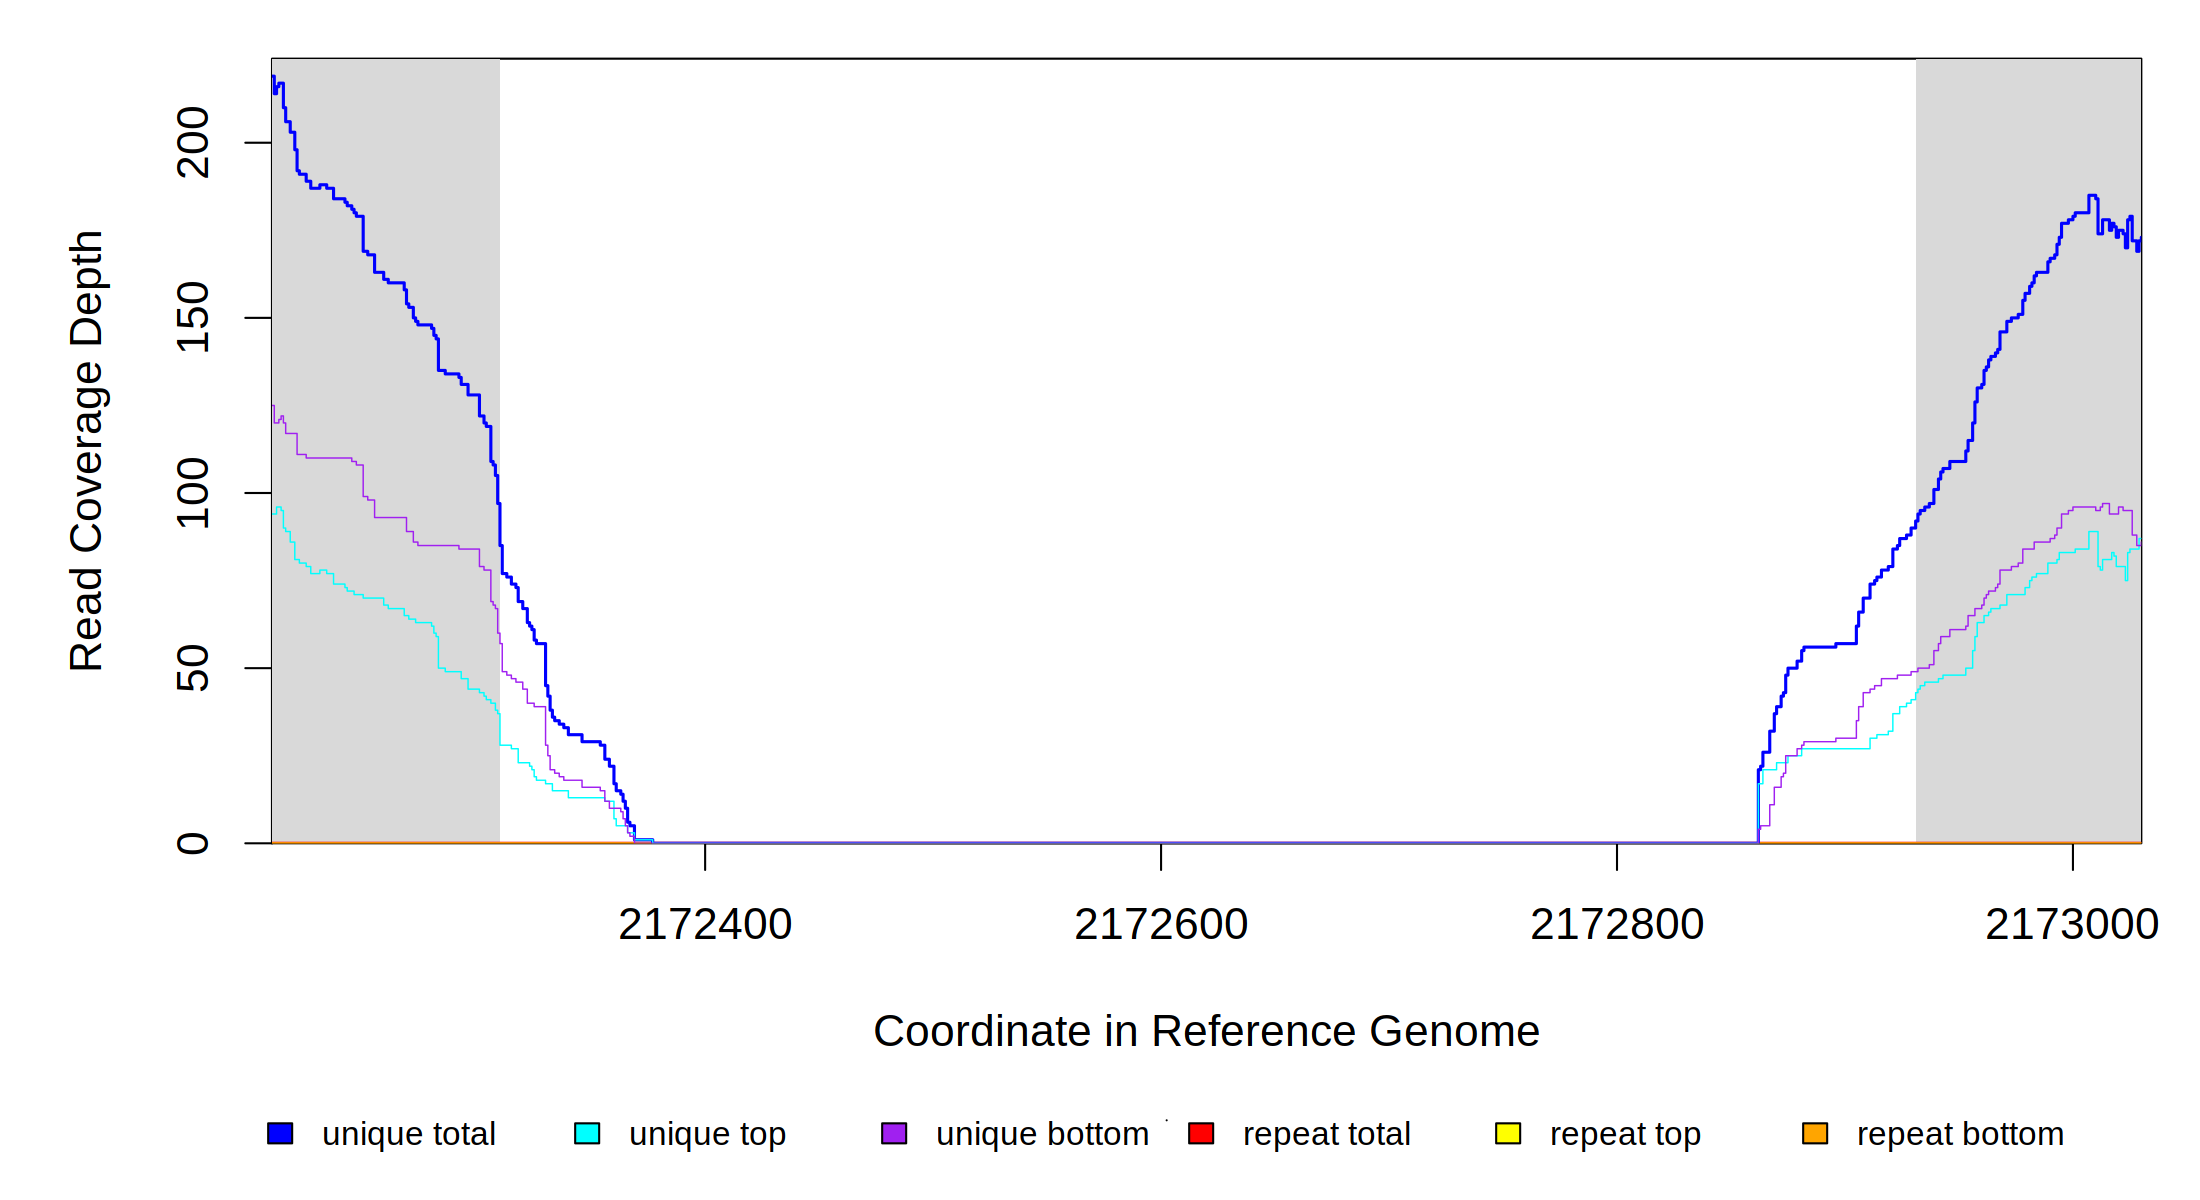 Read Coverage Depth
200
150
100
50
0
2172400 2172600 2172800 2173000
Coordinate in Reference Genome
unique total unique top unique bottom repeat total repeat top repeat bottom